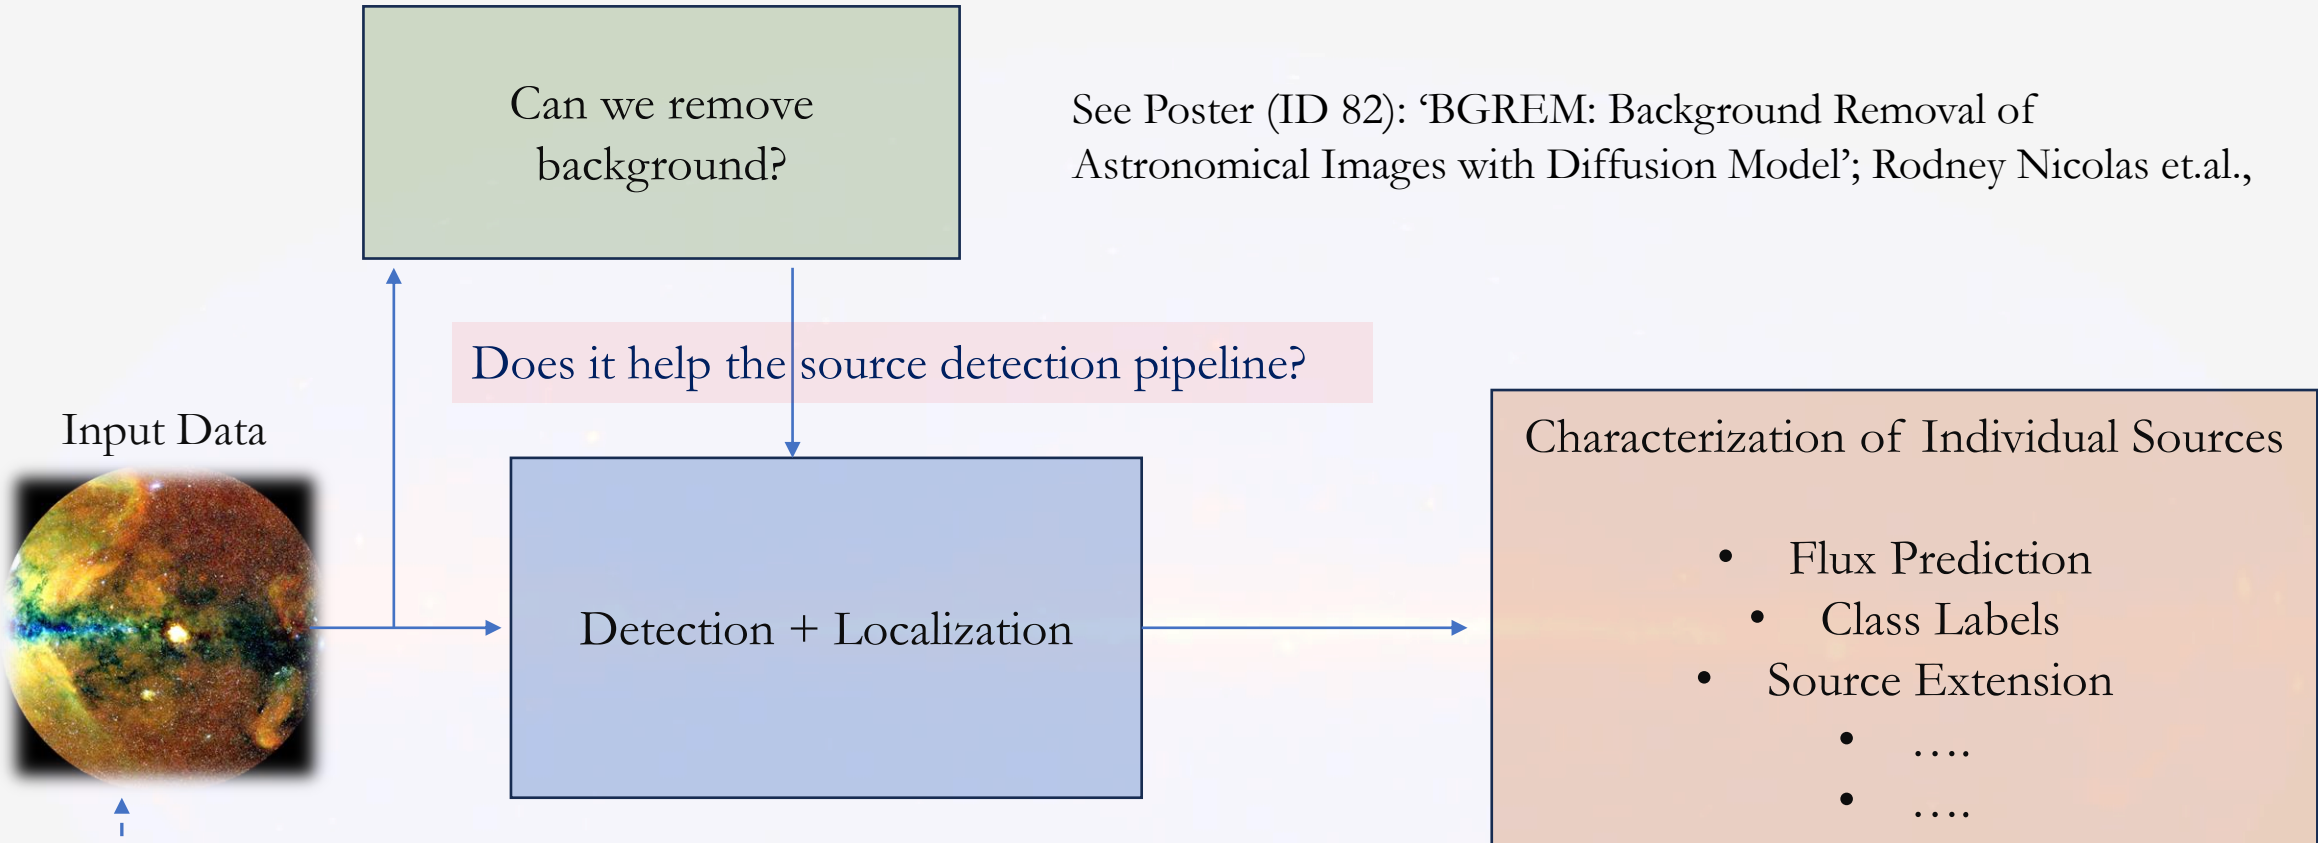 Can we remove
background?
See Poster (ID 82): ‘BGREM: Background Removal of
Astronomical Images with Diffusion Model’; Rodney Nicolas et.al.,
Does it help the source detection pipeline?
Input Data
Detection + Localization
Characterization of Individual Sources
• Flux Prediction
• Class Labels
• Source Extension
• ….
• ….